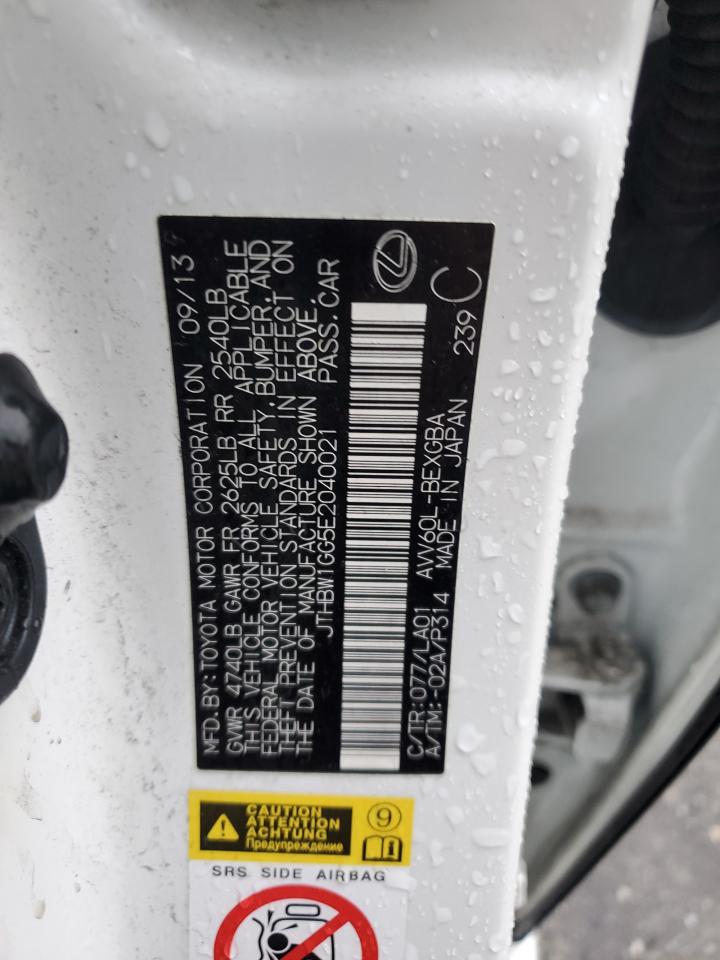 MFD.BY:TOYOTA MOTOR CORPORATION 09/13
GVWR 4740LB GAWR FR 2625LB RR 2540LB
THIS VEHICLE CONFORMS TO ALL APPLICABLE
FEDERAL MOTOR VEHICLE SAFETY, BUMPER, AND
THEFT PREVENTION STANDARDS IN EFFECT ON
THE DATE OF MANUFACTURE SHOWN ABOVE.
JTHBW1GG5E2040021 PASS.CAR
C/TR:077/LA01 AVV60L-BEXGBA
A/TM:-02A/P314 MADE IN JAPAN 239 C
CAUTION
ATTENTION
ACHTUNG
Предупреждение
9
SRS SIDE AIRBAG